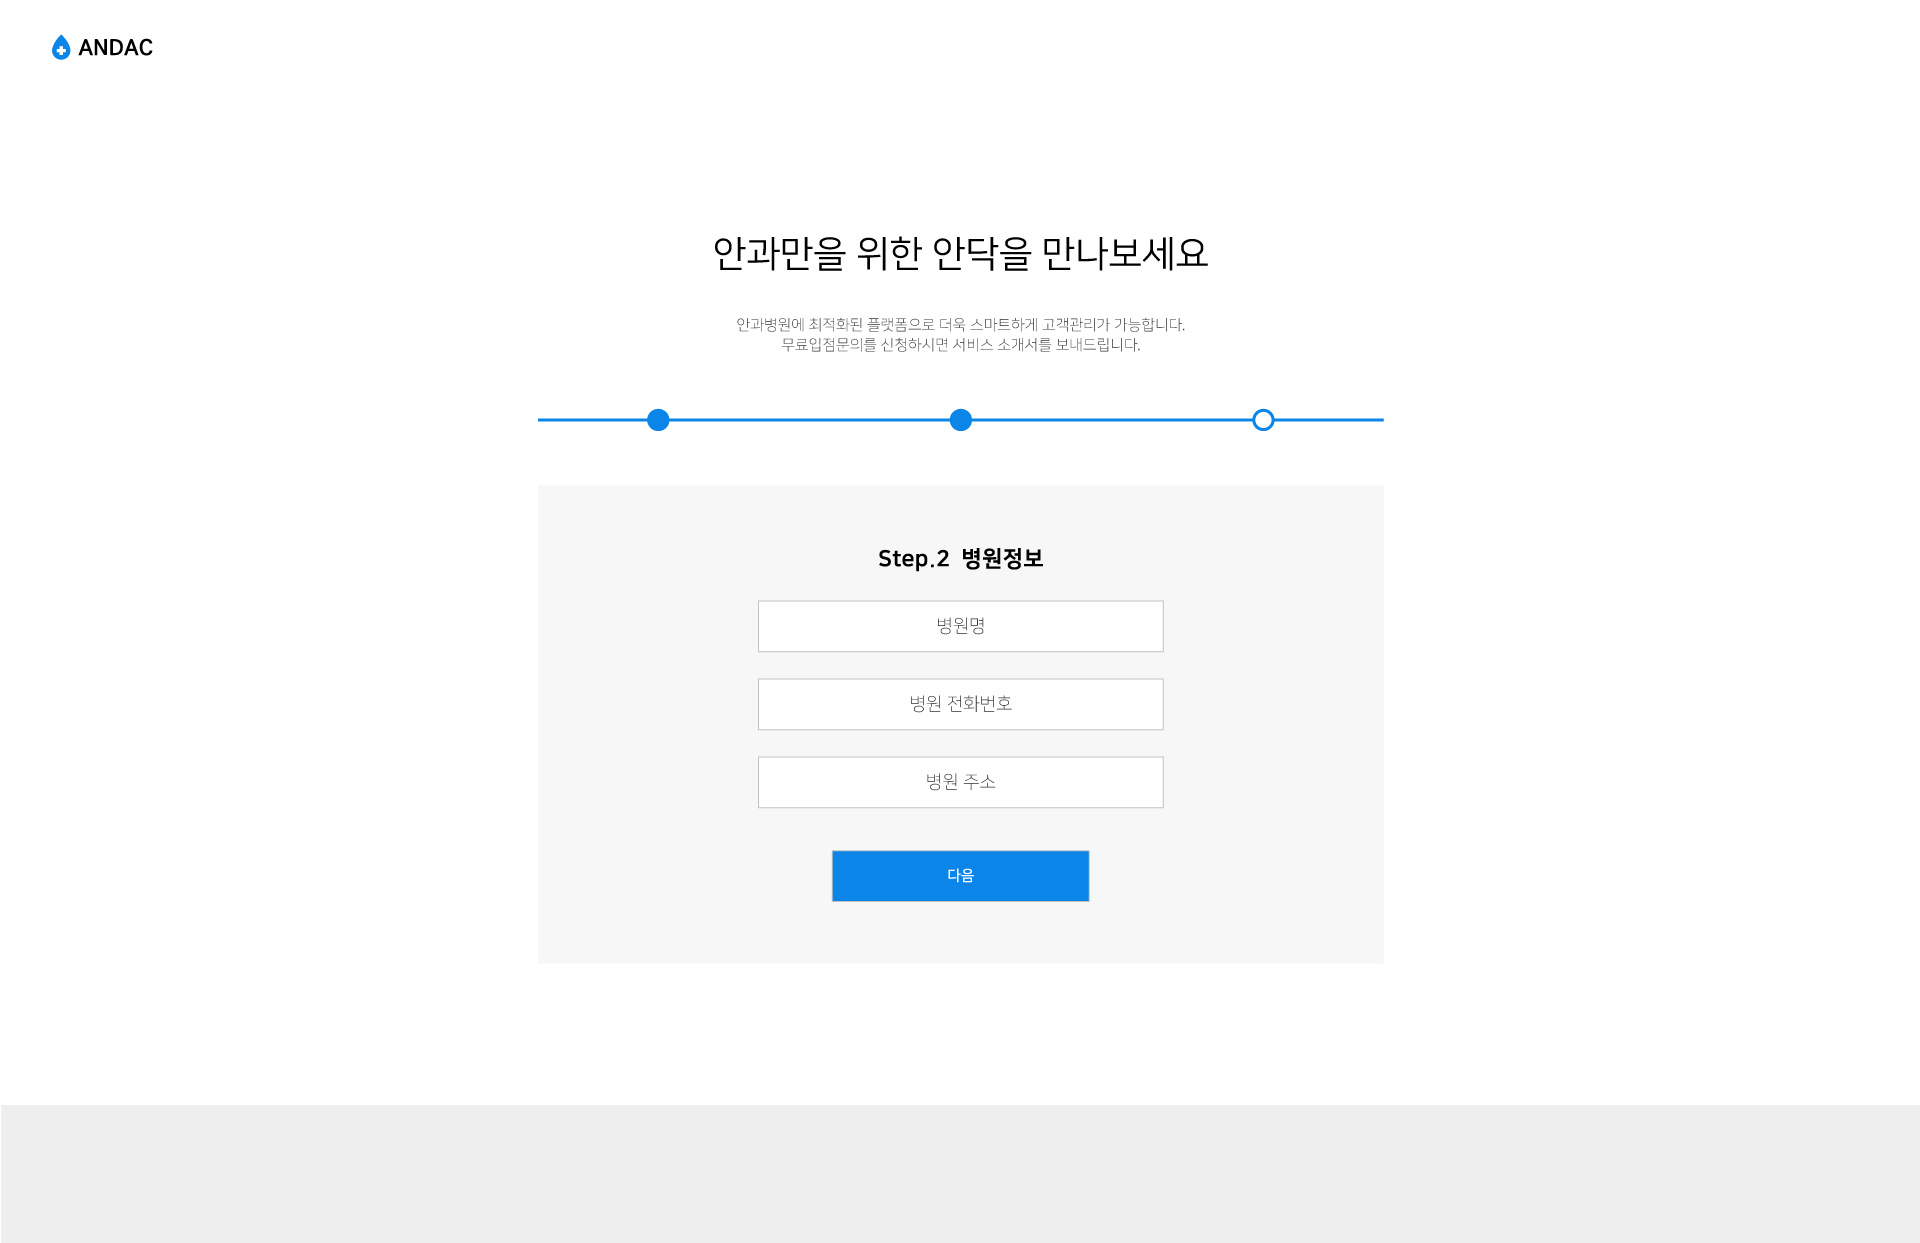 ANDAC
안과만을 위한 안닥을 만나보세요
안과병원에 최적화된 플랫폼으로 더욱 스마트하게 고객관리가 가능합니다.
무료입점문의를 신청하시면 서비스 소개서를 보내드립니다.
Step.2 병원정보
병원명
병원 전화번호
병원 주소
다음